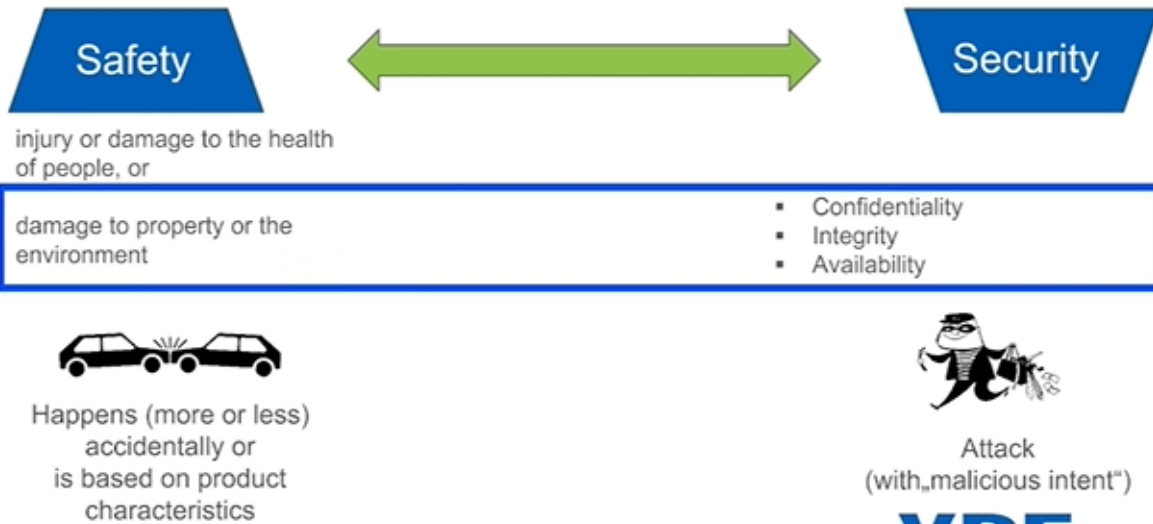 Safety
Security
injury or damage to the health
of people, or
damage to property or the
environment
▪ Confidentiality
▪ Integrity
▪ Availability
Happens (more or less)
accidentally or
is based on product
characteristics
Attack
(with„malicious intent“)